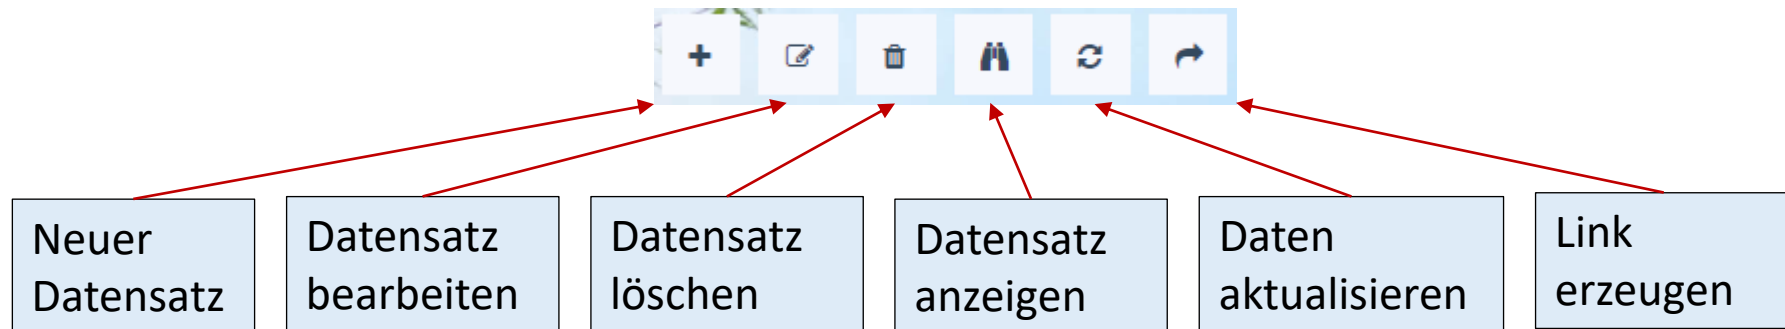 Neuer
Datensatz
Datensatz
bearbeiten
Datensatz
löschen
Datensatz
anzeigen
Daten
aktualisieren
Link
erzeugen